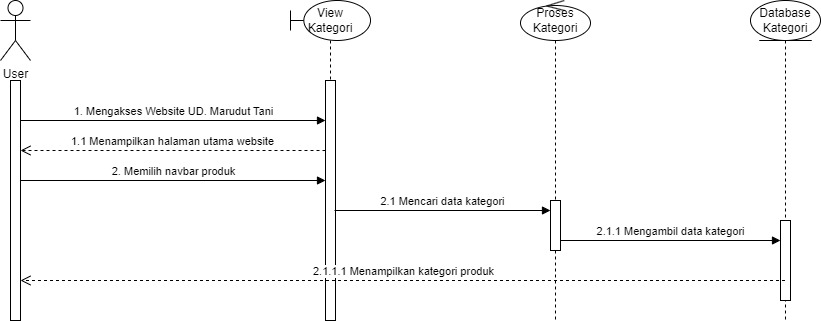 User
View
Kategori
Proses
Kategori
Database
Kategori
1. Mengakses Website UD. Marudut Tani
1.1 Menampilkan halaman utama website
2. Memilih navbar produk
2.1 Mencari data kategori
2.1.1 Mengambil data kategori
2.1.1.1 Menampilkan kategori produk